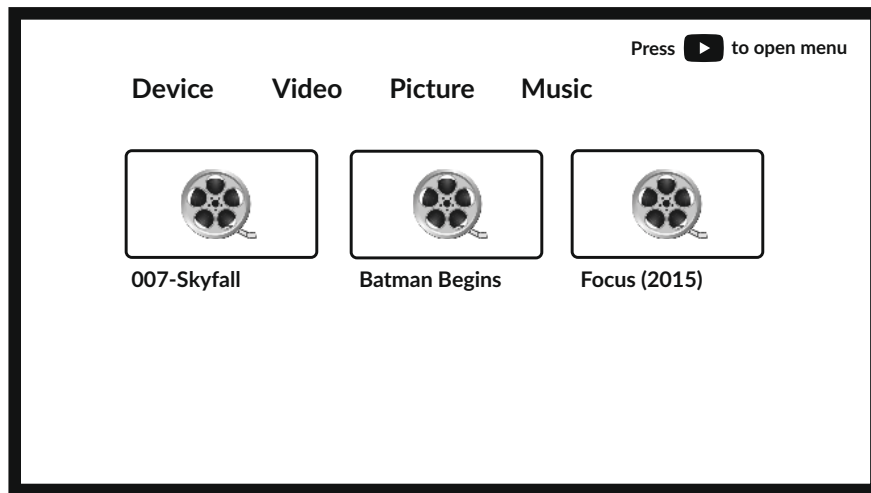 Press to open menu
Device Video Picture Music
007-Skyfall Batman Begins Focus (2015)